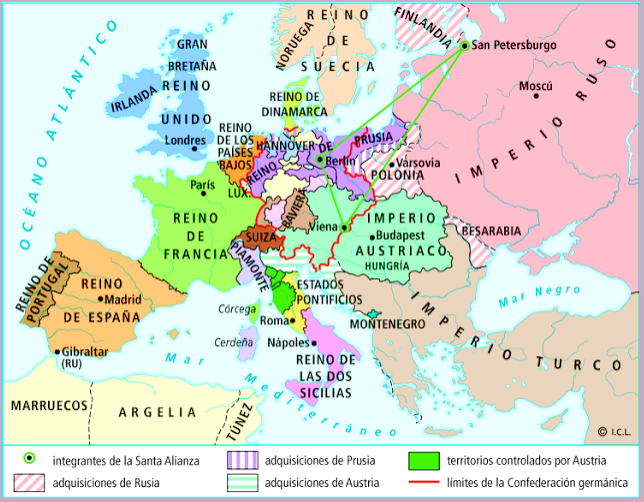 OCÉANO ATLÁNTICO
NORUEGA
REINO
DE
SUECIA
FINLANDIA
San Petersburgo
Moscú
IMPERIO RUSO
GRAN
BRETAÑA
REINO
UNIDO
IRLANDA
Londres
REINO DE
DINAMARCA
REINO
DE LOS
PAÍSES
BAJOS
HANNOVER
REINO DE
PRUSIA
Berlín
Vársovia
POLONIA
LUX.
París
REINO
DE
FRANCIA
BAVIERA
SUIZA
Viena
IMPERIO
Budapest
AUSTRIACO
HUNGRÍA
BESARABIA
PIAMONTE
ESTADOS
PONTIFICIOS
REINO DE
PORTUGAL
REINO
Madrid
DE ESPAÑA
Gibraltar
(RU)
Córcega
Cerdeña
Roma
Nápoles
REINO DE
LAS DOS
SICILIAS
MONTENEGRO
IMPERIO TURCO
Mar Negro
Mar Mediterráneo
MARRUECOS
ARGELIA
TÚNEZ
© I.C.L.
integrantes de la Santa Alianza
adquisiciones de Prusia
territorios controlados por Austria
adquisiciones de Rusia
adquisiciones de Austria
límites de la Confederación germánica